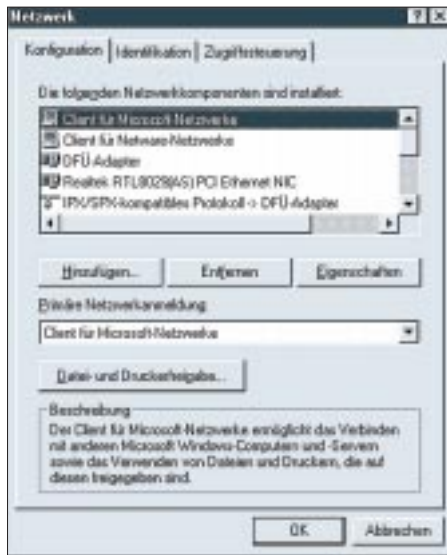 Netzwerk
Konfiguration Identifikation Zugriffssteuerung
Die folgenden Netzwerkkomponenten sind installiert:
Client für Microsoft-Netzwerke
Client für Netware-Netzwerke
DFÜ-Adapter
Realtek RTL8029(AS) PCI Ethernet NIC
IPX/SPX-kompatibles Protokoll -> DFÜ-Adapter
Hinzufügen... Entfernen Eigenschaften
Primäre Netzwerkanmeldung:
Client für Microsoft-Netzwerke
Datei- und Druckerfreigabe...
Beschreibung
Der Client für Microsoft-Netzwerke ermöglicht das Verbinden
mit anderen Microsoft Windows-Computern und -Servern
sowie das Verwenden von Dateien und Druckern, die auf
diesen freigegeben sind.
OK Abbrechen